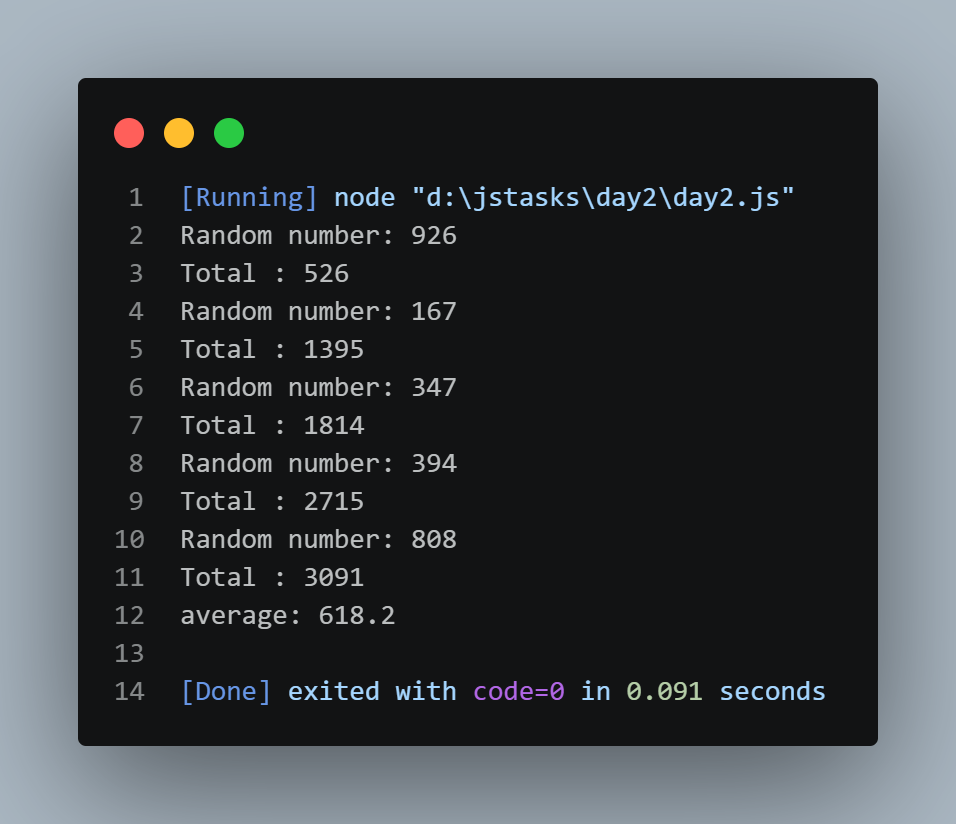 1 [Running] node "d:\jstasks\day2\day2.js"
2 Random number: 926
3 Total : 526
4 Random number: 167
5 Total : 1395
6 Random number: 347
7 Total : 1814
8 Random number: 394
9 Total : 2715
10 Random number: 808
11 Total : 3091
12 average: 618.2
13
14 [Done] exited with code=0 in 0.091 seconds